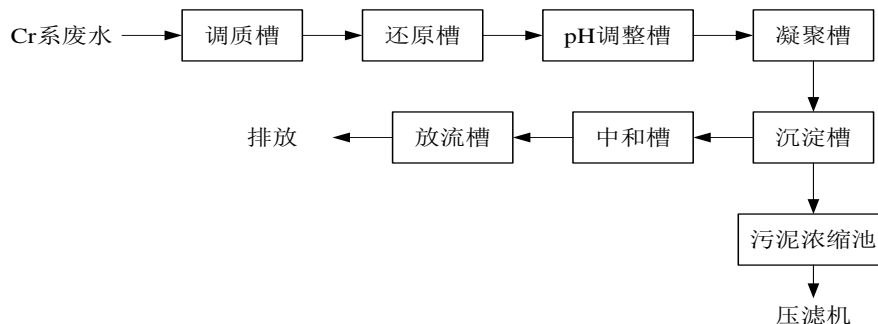 Cr系废水
调质槽
还原槽
pH调整槽
凝聚槽
排放
放流槽
中和槽
沉淀槽
污泥浓缩池
压滤机